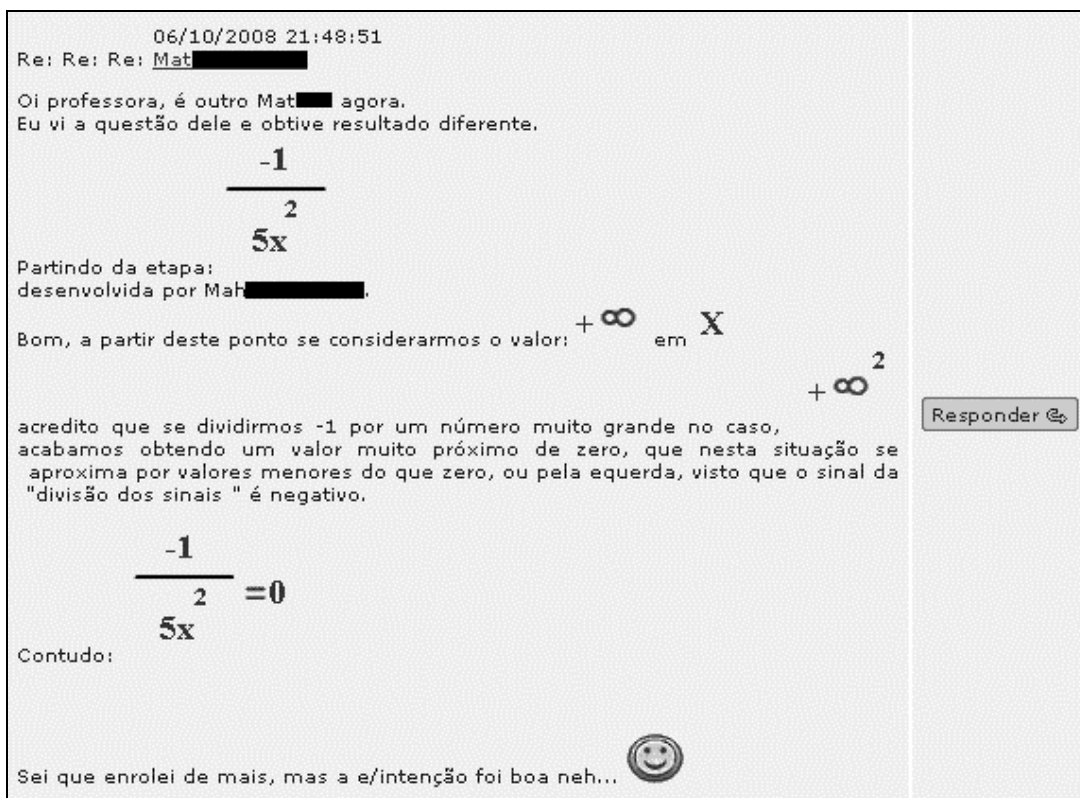 06/10/2008 21:48:51
Re: Re: Re: Mat
Oi professora, é outro Mat agora.
Eu vi a questão dele e obtive resultado diferente.
-1
2
5x
Partindo da etapa:
desenvolvida por Mah.
Bom, a partir deste ponto se considerarmos o valor: +∞ em X
+∞²
acredito que se dividirmos -1 por um número muito grande no caso,
acabamos obtendo um valor muito próximo de zero, que nesta situação se
aproxima por valores menores do que zero, ou pela equerda, visto que o sinal da
"divisão dos sinais " é negativo.
-1
2 =0
5x
Contudo:
Sei que enrolei de mais, mas a e/intenção foi boa neh...
Responder